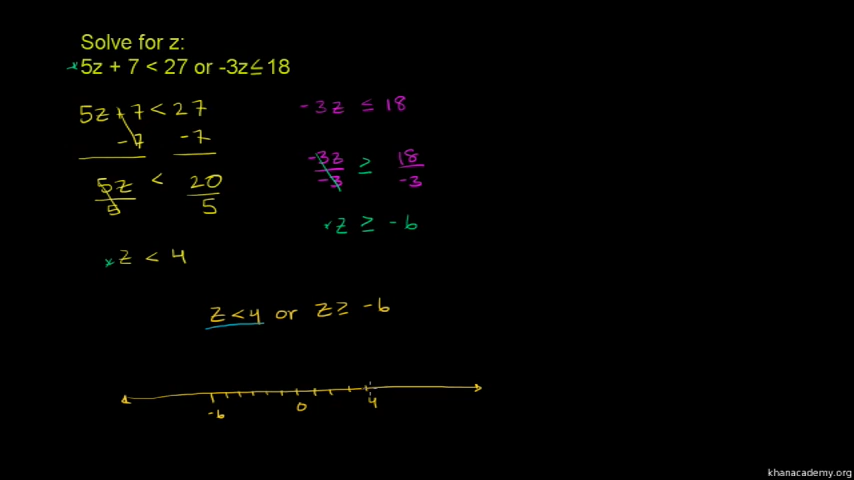 Solve for z:
*5z + 7 < 27 or -3z≤18
5z + 7 < 27
-7 -7
5z < 20
5 5
*z < 4
-3z ≤ 18
-3z ≥ 18
-3 -3
*z ≥ -6
z < 4 or z ≥ -6
-6 0 4
khanacademy.org